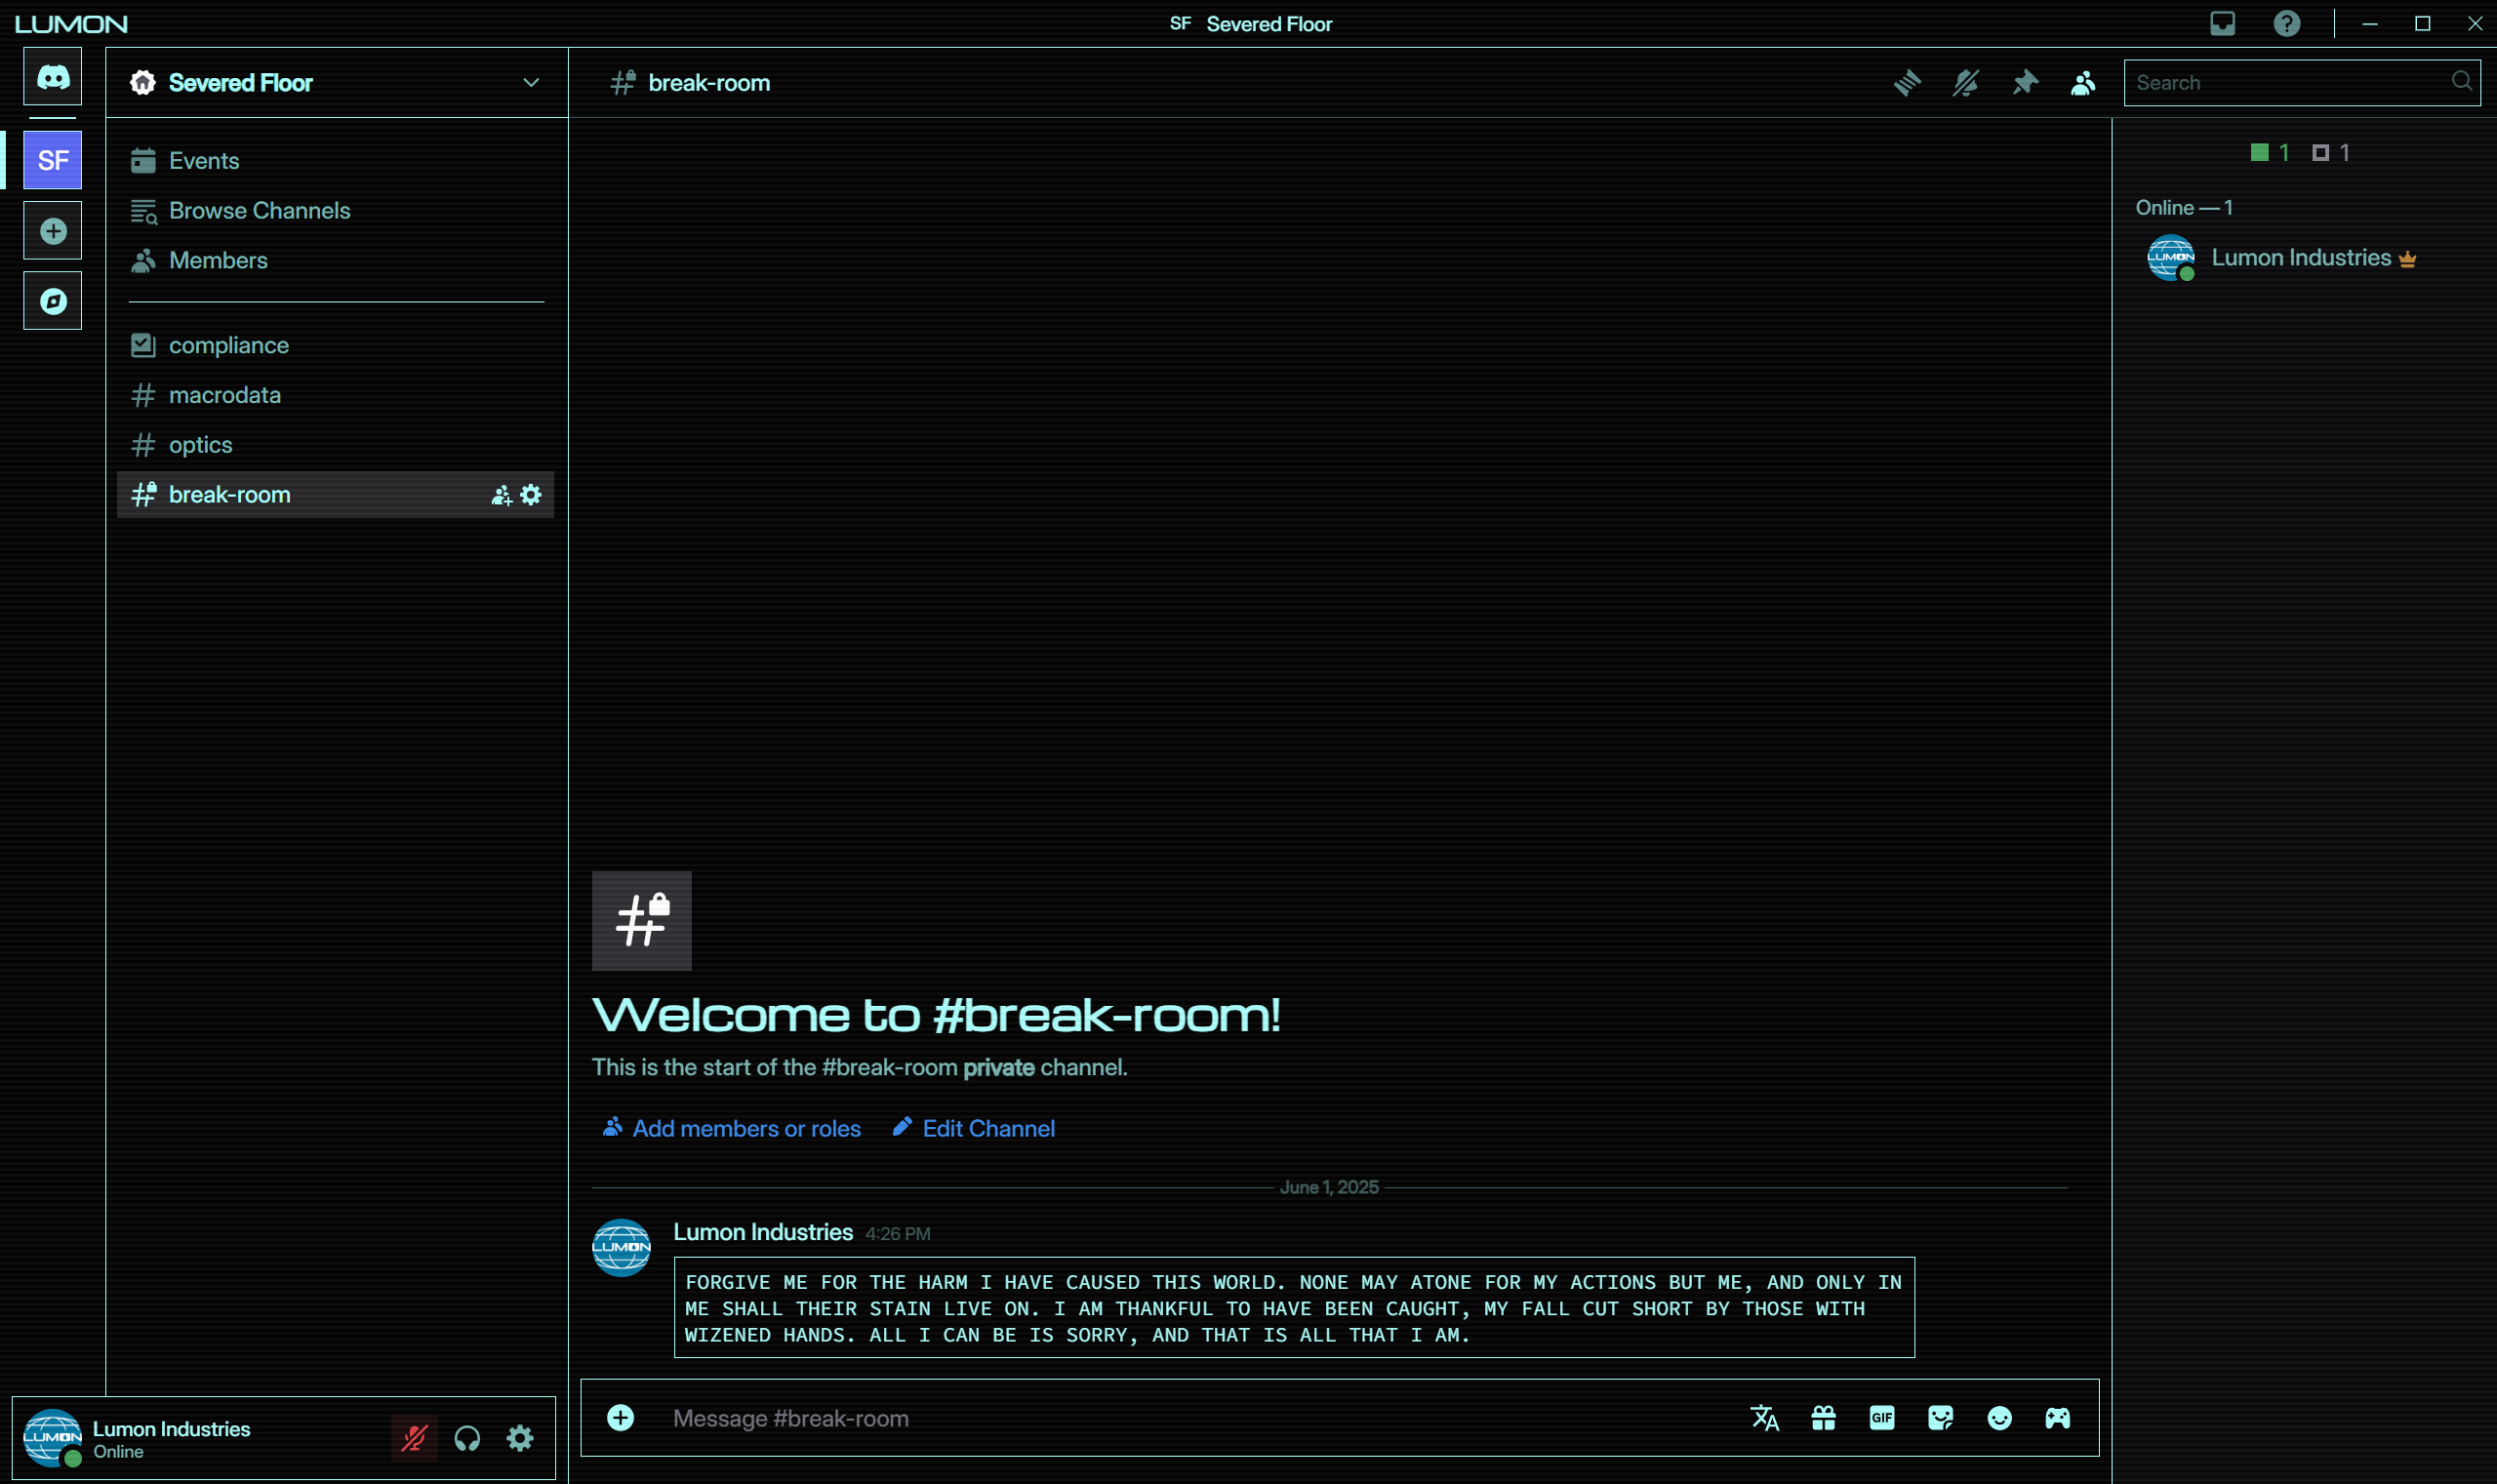 LUMON
SF Severed Floor
SF
Severed Floor
Events
Browse Channels
Members
compliance
macrodata
optics
break-room
Lumon Industries
Online
break-room
Search
Welcome to #break-room!
This is the start of the #break-room private channel.
Add members or roles Edit Channel
June 1, 2025
LUMON
Lumon Industries 4:26 PM
FORGIVE ME FOR THE HARM I HAVE CAUSED THIS WORLD. NONE MAY ATONE FOR MY ACTIONS BUT ME, AND ONLY IN
ME SHALL THEIR STAIN LIVE ON. I AM THANKFUL TO HAVE BEEN CAUGHT, MY FALL CUT SHORT BY THOSE WITH
WIZENED HANDS. ALL I CAN BE IS SORRY, AND THAT IS ALL THAT I AM.
Message #break-room
GIF
1 1
Online — 1
LUMON
Lumon Industries
LUMON